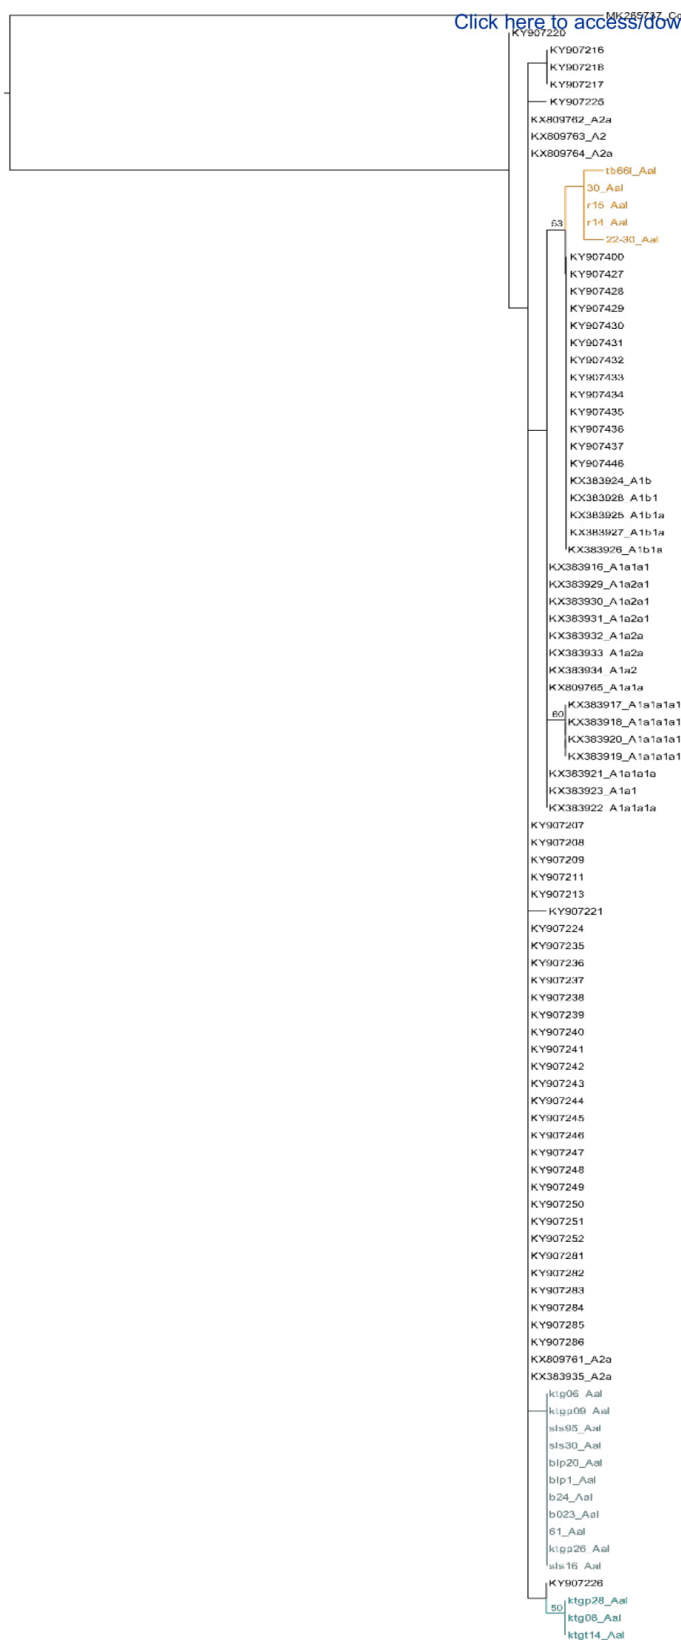 MK265737_Co
Click here to access/dow
KY907220
KY907216
KY907218
KY907217
KY907225
KX809762_A2a
KX809763_A2
KX809764_A2a
tb66l_Aal
30_Aal
r15_Aal
r14_Aal
22-30_Aal
53
KY907400
KY907427
KY907428
KY907429
KY907430
KY907431
KY907432
KY907433
KY907434
KY907435
KY907436
KY907437
KY907446
KX383924_A1b
KX383928_A1b1
KX383925_A1b1a
KX383927_A1b1a
KX383926_A1b1a
KX383916_A1a1a1
KX383929_A1a2a1
KX383930_A1a2a1
KX383931_A1a2a1
KX383932_A1a2a
KX383933_A1a2a
KX383934_A1a2
KX809765_A1a1a
KX383917_A1a1a1a1
60
KX383918_A1a1a1a1
KX383920_A1a1a1a1
KX383919_A1a1a1a1
KX383921_A1a1a1a
KX383923_A1a1
KX383922_A1a1a1a
KY907207
KY907208
KY907209
KY907211
KY907213
KY907221
KY907224
KY907235
KY907236
KY907237
KY907238
KY907239
KY907240
KY907241
KY907242
KY907243
KY907244
KY907245
KY907246
KY907247
KY907248
KY907249
KY907250
KY907251
KY907252
KY907281
KY907282
KY907283
KY907284
KY907285
KY907286
KX809761_A2a
KX383935_A2a
ktg06_Aal
ktgp09_Aal
sls95_Aal
sls30_Aal
blp20_Aal
blp1_Aal
b24_Aal
b023_Aal
61_Aal
ktgp26_Aal
sls16_Aal
KY907226
ktgp28_Aal
50
ktg08_Aal
ktgt14_Aal